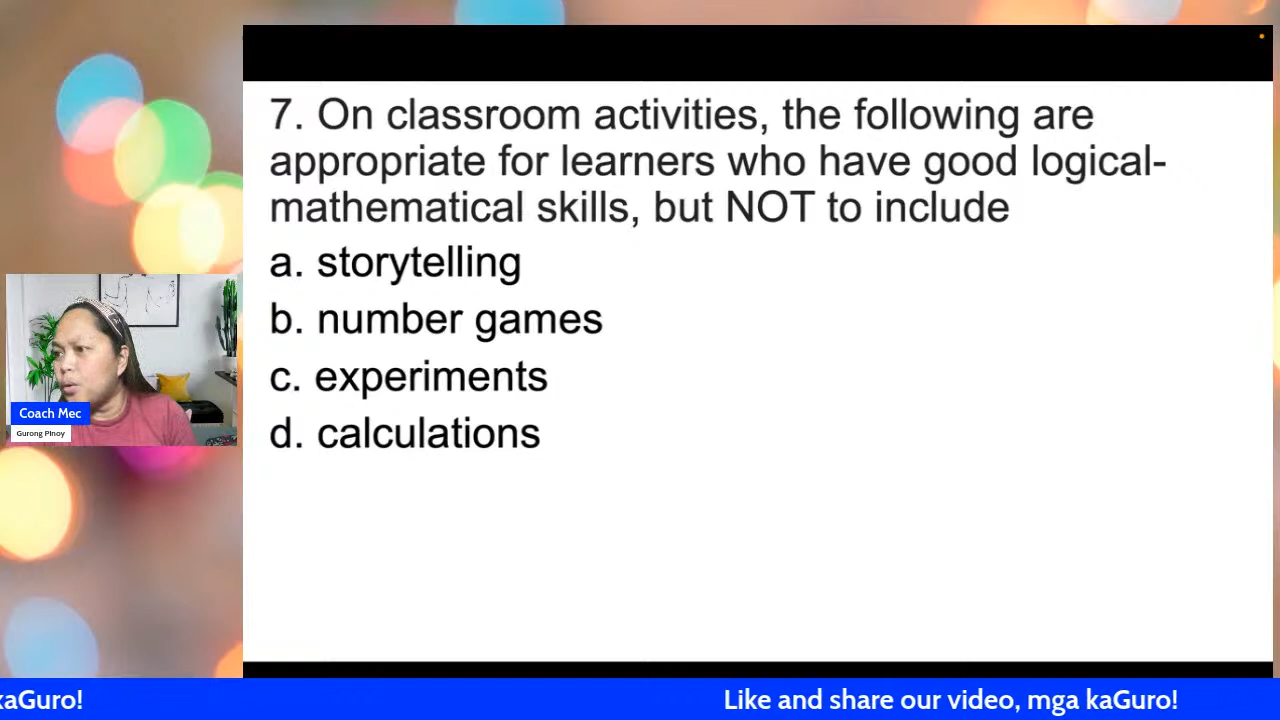 7. On classroom activities, the following are
appropriate for learners who have good logical-
mathematical skills, but NOT to include
a. storytelling
b. number games
c. experiments
d. calculations
Coach Mec
Gurong Pinoy
kaGuro!
Like and share our video, mga kaGuro!